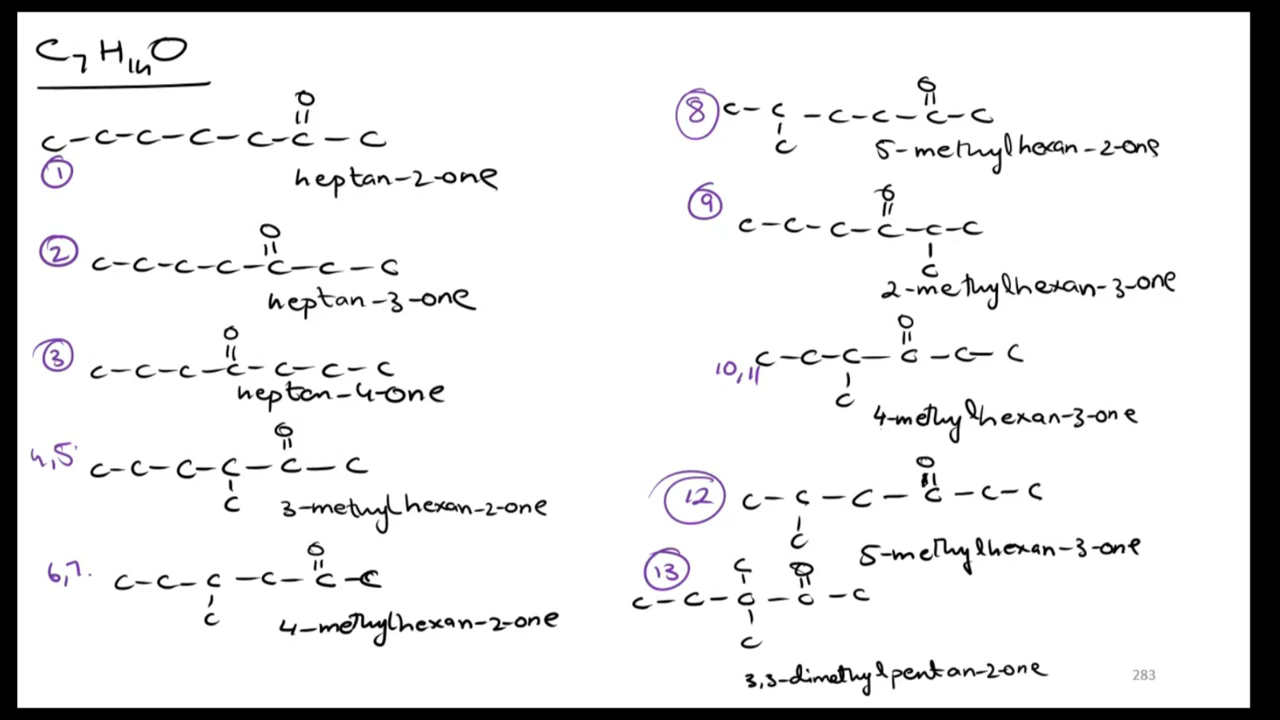 C7H14O
O
C-C-C-C-C-C-C
① heptan-2-one
O
② C-C-C-C-C-C-C
heptan-3-one
O
③ C-C-C-C-C-C-C
heptan-4-one
O
4,5. C-C-C-C-C-C
C
3-methylhexan-2-one
O
6,7. C-C-C-C-C-C
C
4-methylhexan-2-one
O
⑧ C-C-C-C-C-C
C
5-methylhexan-2-one
O
⑨ C-C-C-C-C-C
C
2-methylhexan-3-one
O
10,11 C-C-C-C-C-C
C
4-methylhexan-3-one
O
⑫ C-C-C-C-C-C
C
5-methylhexan-3-one
C O
⑬ C-C-C-C-C
C
3,3-dimethylpentan-2-one
283